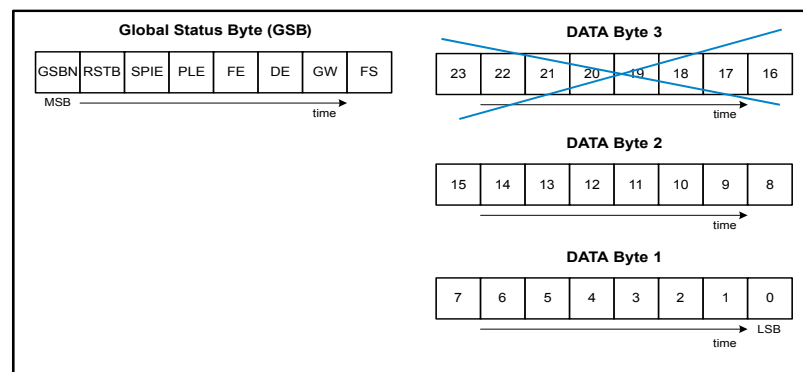 Global Status Byte (GSB)
GSBN RSTB SPIE PLE FE DE GW FS
MSB
time
DATA Byte 3
23 22 21 20 19 18 17 16
time
DATA Byte 2
15 14 13 12 11 10 9 8
time
DATA Byte 1
7 6 5 4 3 2 1 0
LSB
time